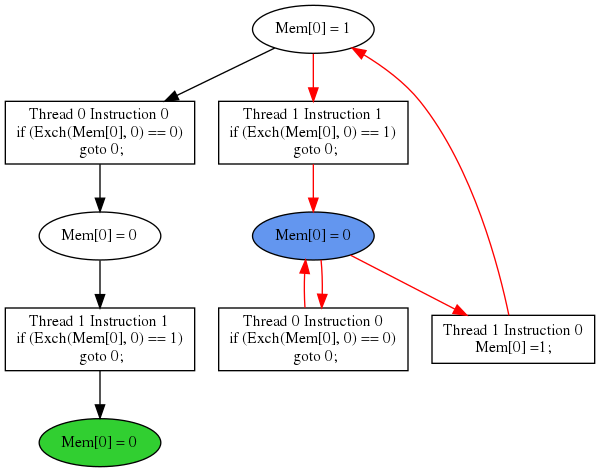 Mem[0] = 1
Thread 0 Instruction 0
if (Exch(Mem[0], 0) == 0)
goto 0;
Thread 1 Instruction 1
if (Exch(Mem[0], 0) == 1)
goto 0;
Mem[0] = 0
Mem[0] = 0
Thread 1 Instruction 1
if (Exch(Mem[0], 0) == 1)
goto 0;
Thread 0 Instruction 0
if (Exch(Mem[0], 0) == 0)
goto 0;
Thread 1 Instruction 0
Mem[0] =1;
Mem[0] = 0